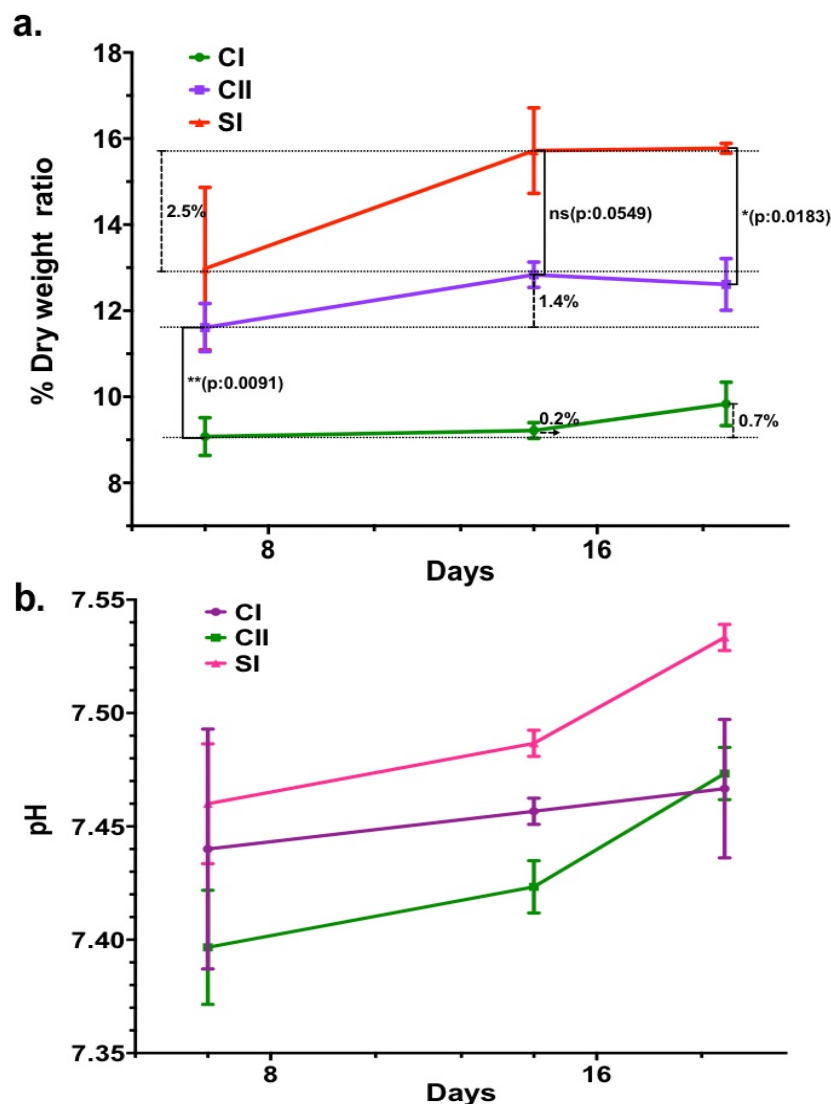 a.
18
16
14
12
10
8
% Dry weight ratio
CI
CII
SI
2.5%
ns(p:0.0549)
*(p:0.0183)
1.4%
**(p:0.0091)
0.2%
0.7%
8
16
Days
b.
7.55
7.50
7.45
7.40
7.35
pH
CI
CII
SI
8
16
Days